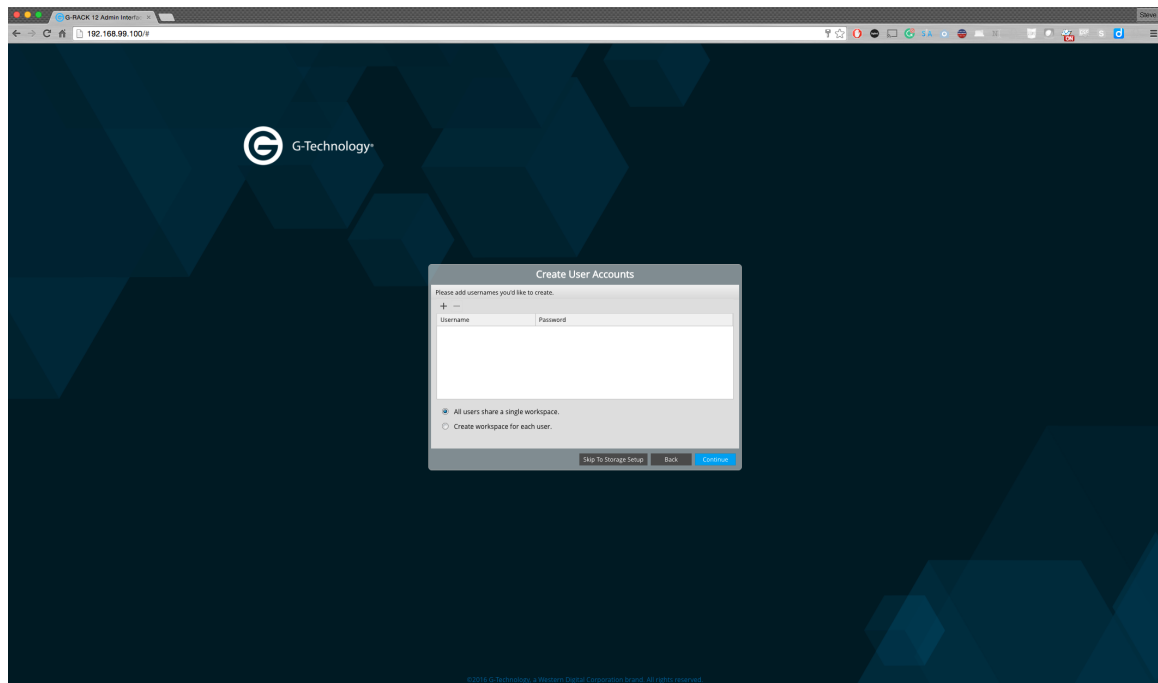 G-RACK 12 Admin Interfac
Steve
192.168.99.100/#
G-Technology
Create User Accounts
Please add usernames you'd like to create.
Username Password
All users share a single workspace.
Create workspace for each user.
Skip To Storage Setup Back Continue
©2016 G-Technology, a Western Digital Corporation brand. All rights reserved.